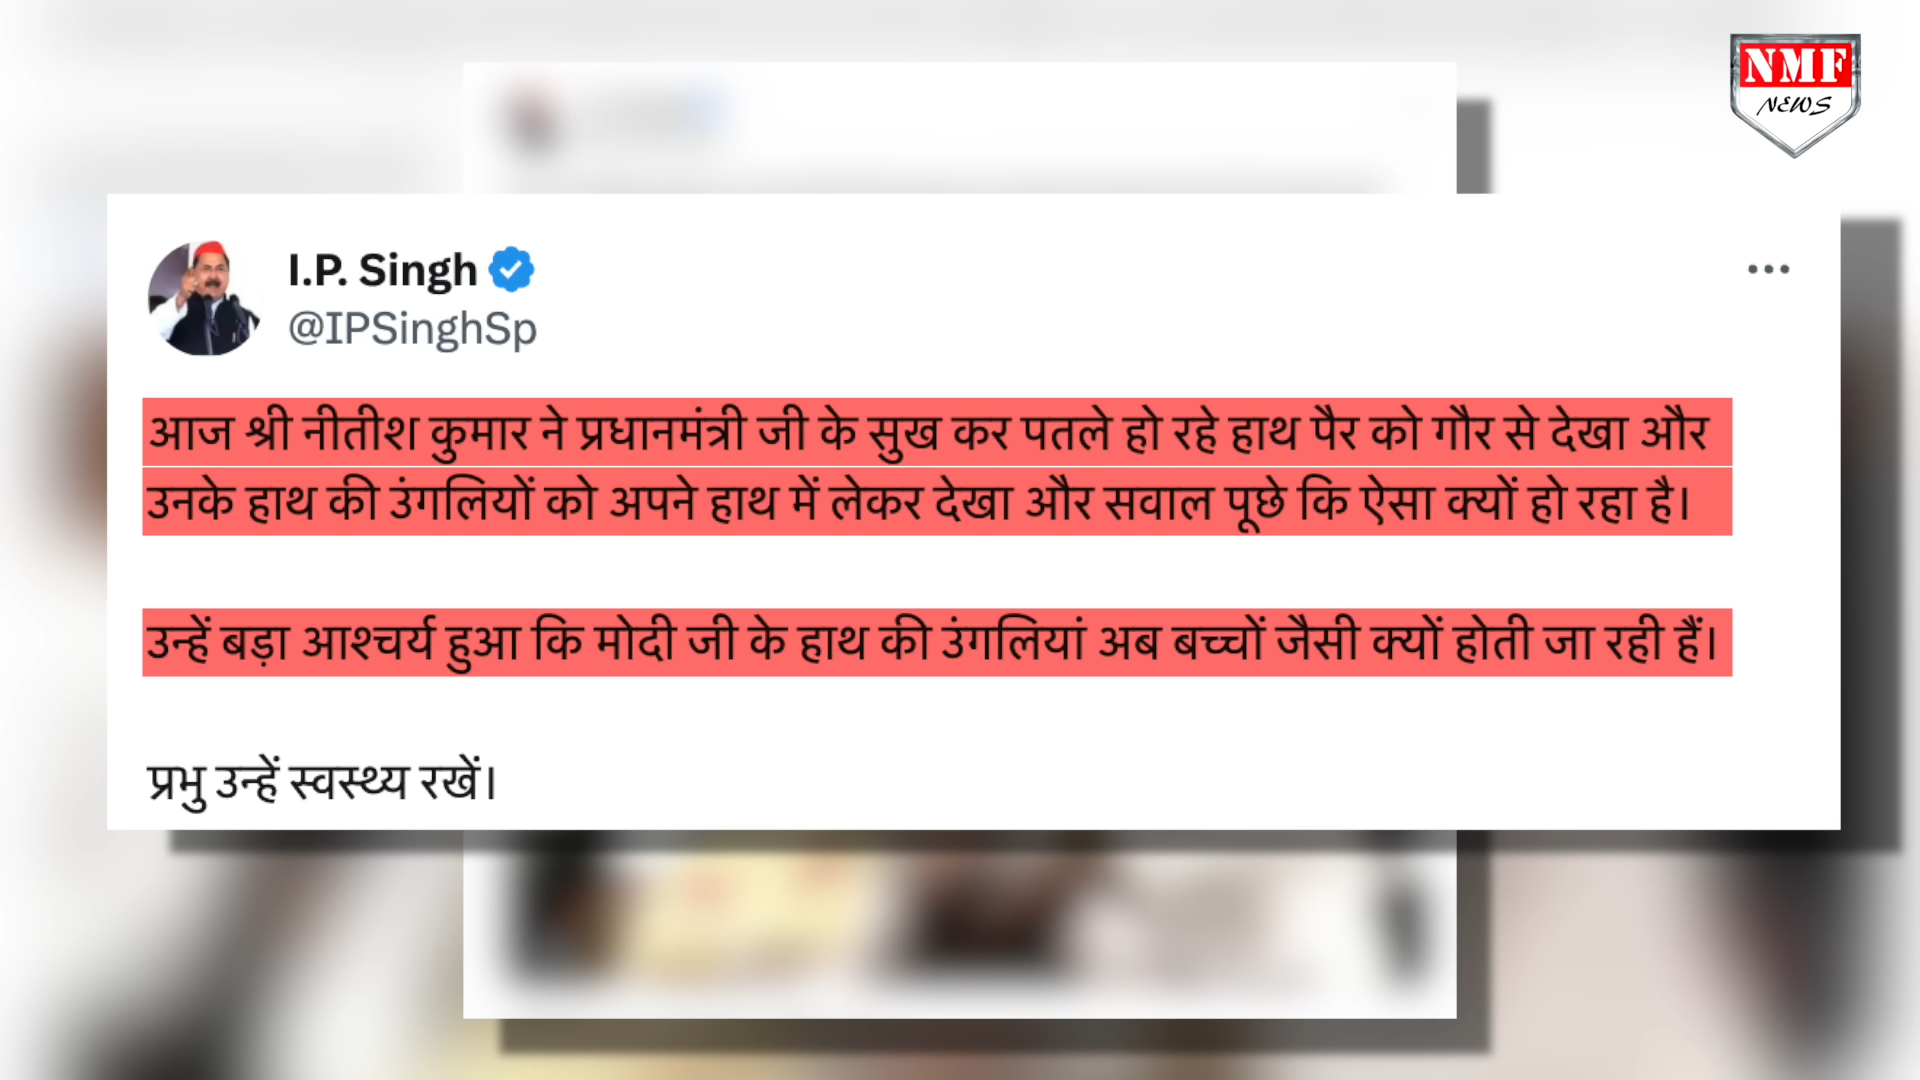 NMF
NEWS
I.P. Singh
@IPSinghSp
आज श्री नीतीश कुमार ने प्रधानमंत्री जी के सुख कर पतले हो रहे हाथ पैर को गौर से देखा और
उनके हाथ की उंगलियों को अपने हाथ में लेकर देखा और सवाल पूछे कि ऐसा क्यों हो रहा है।
उन्हें बड़ा आश्चर्य हुआ कि मोदी जी के हाथ की उंगलियां अब बच्चों जैसी क्यों होती जा रही हैं।
प्रभु उन्हें स्वस्थ्य रखें।